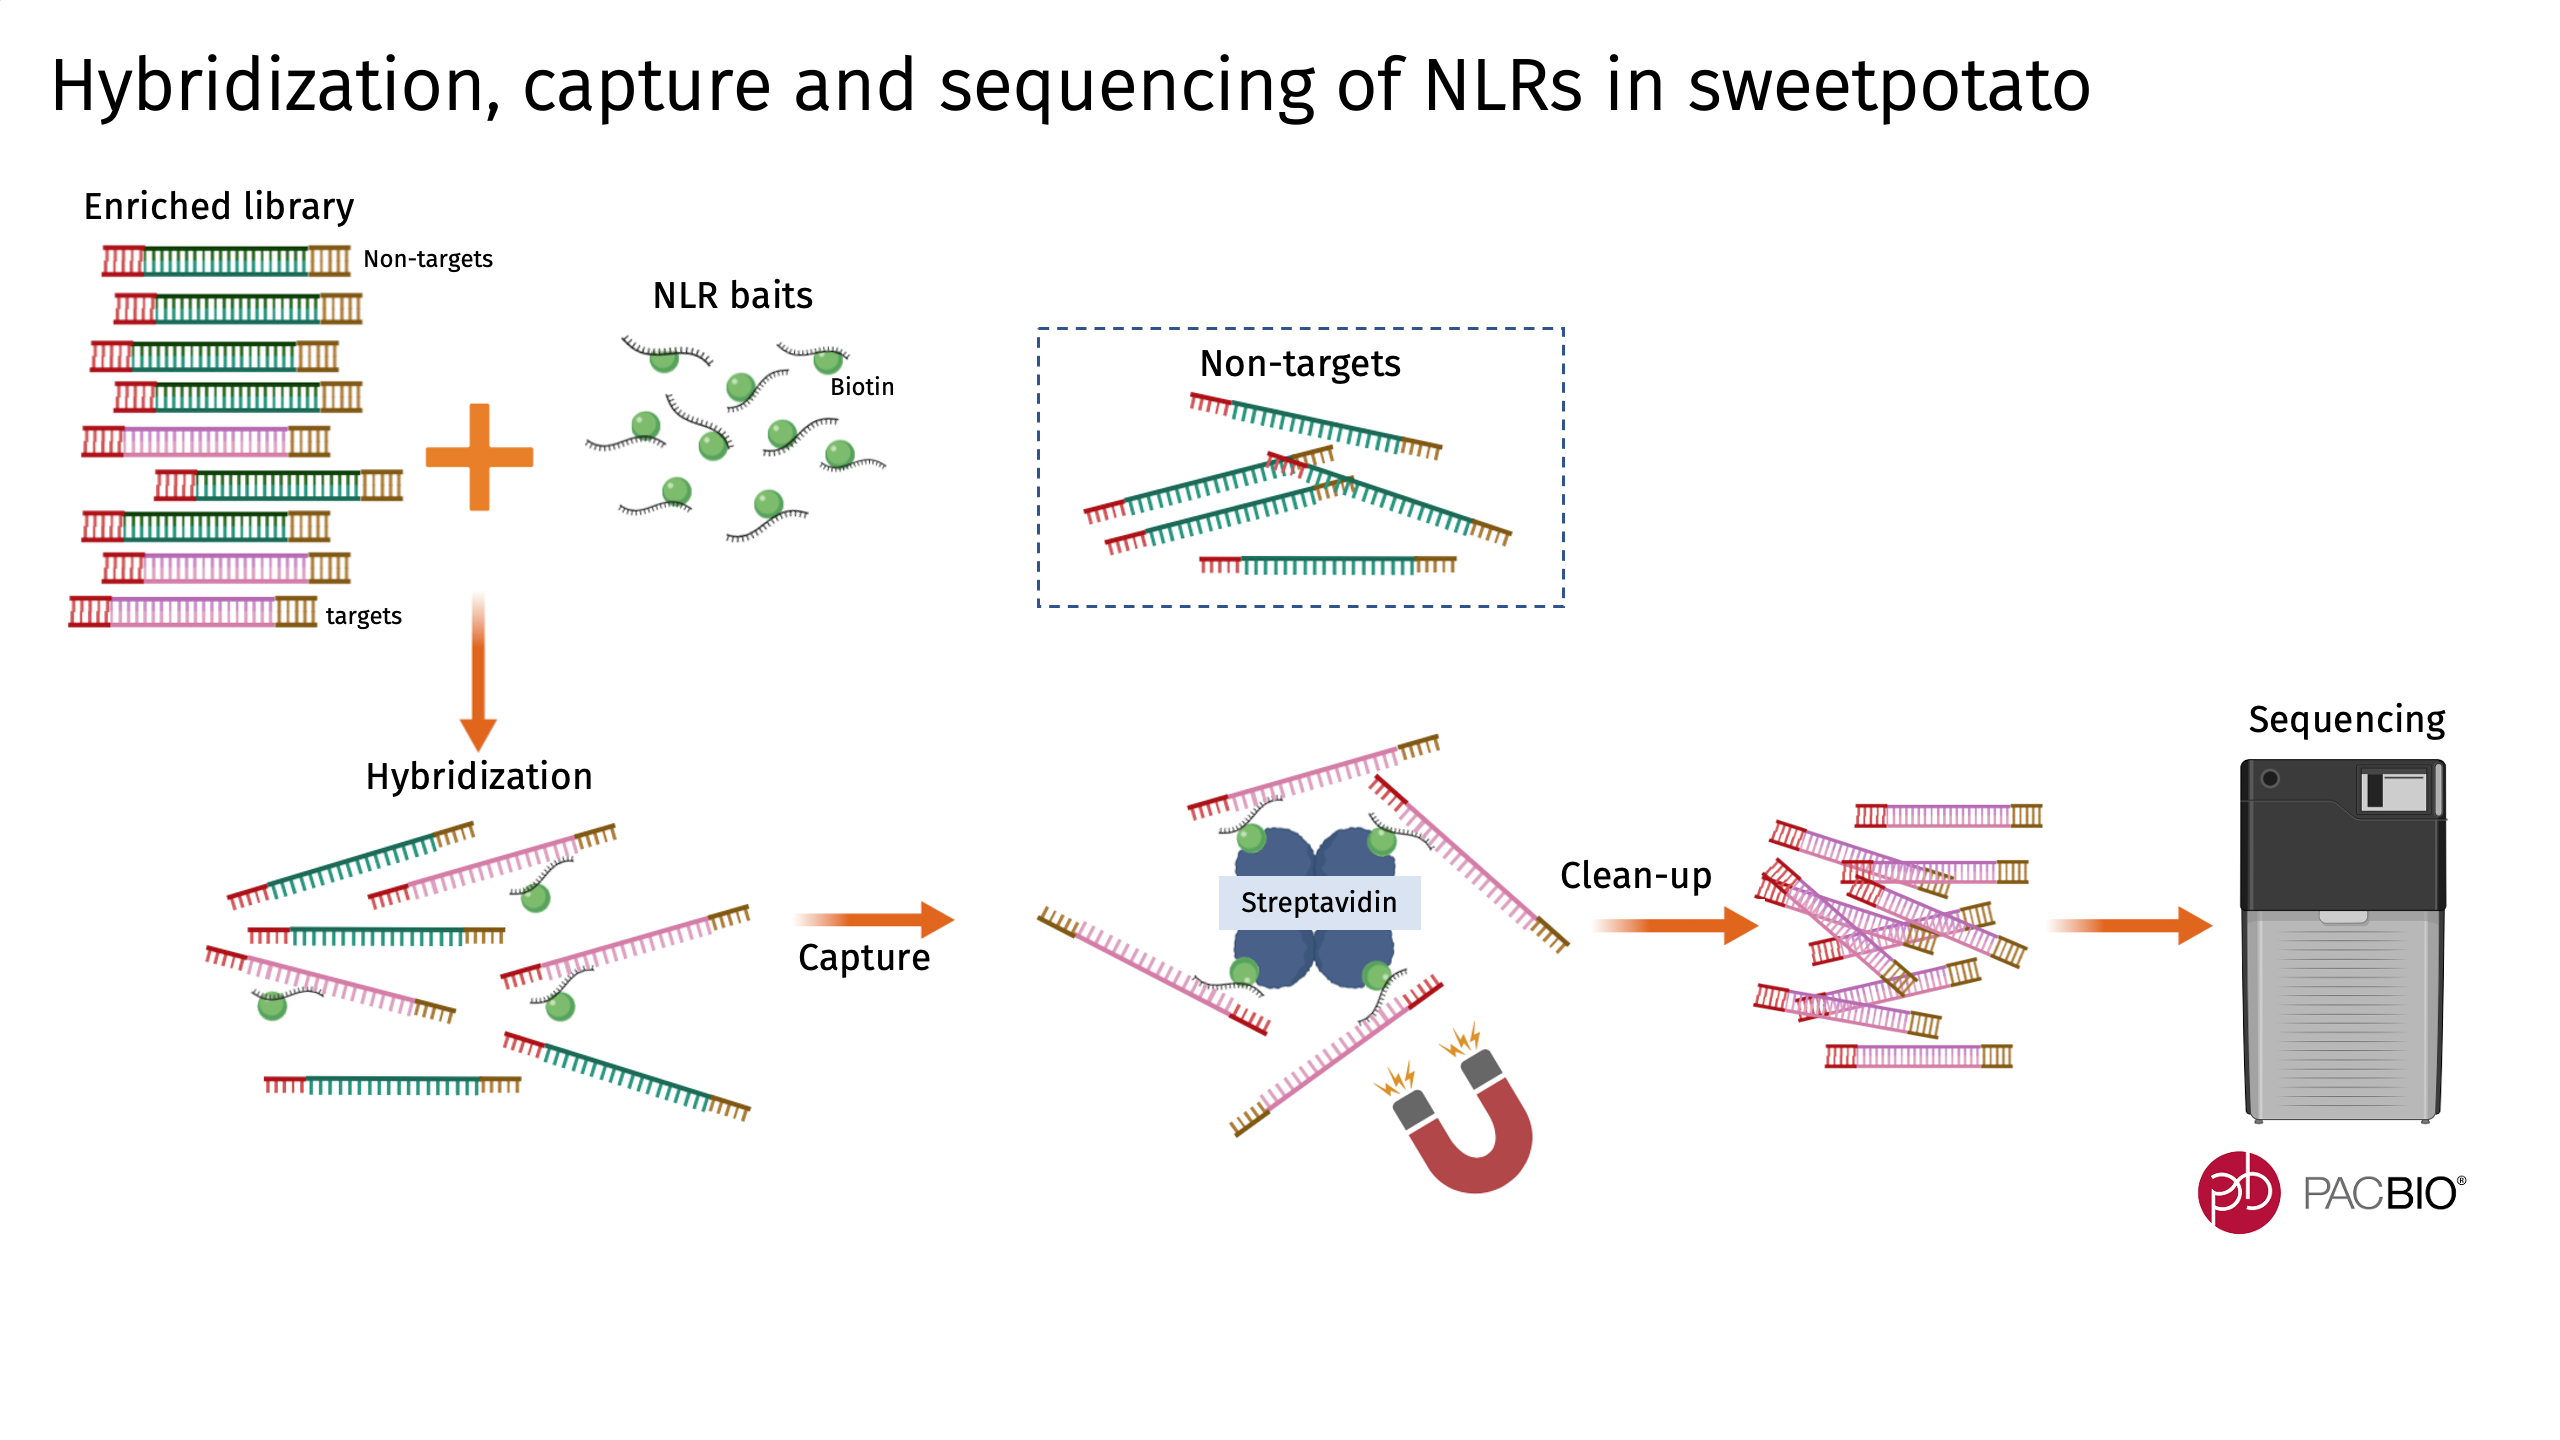 Hybridization, capture and sequencing of NLRs in sweetpotato
Enriched library
Non-targets
targets
NLR baits
Biotin
Non-targets
Hybridization
Capture
Streptavidin
Clean-up
Sequencing
pb PACBIO®